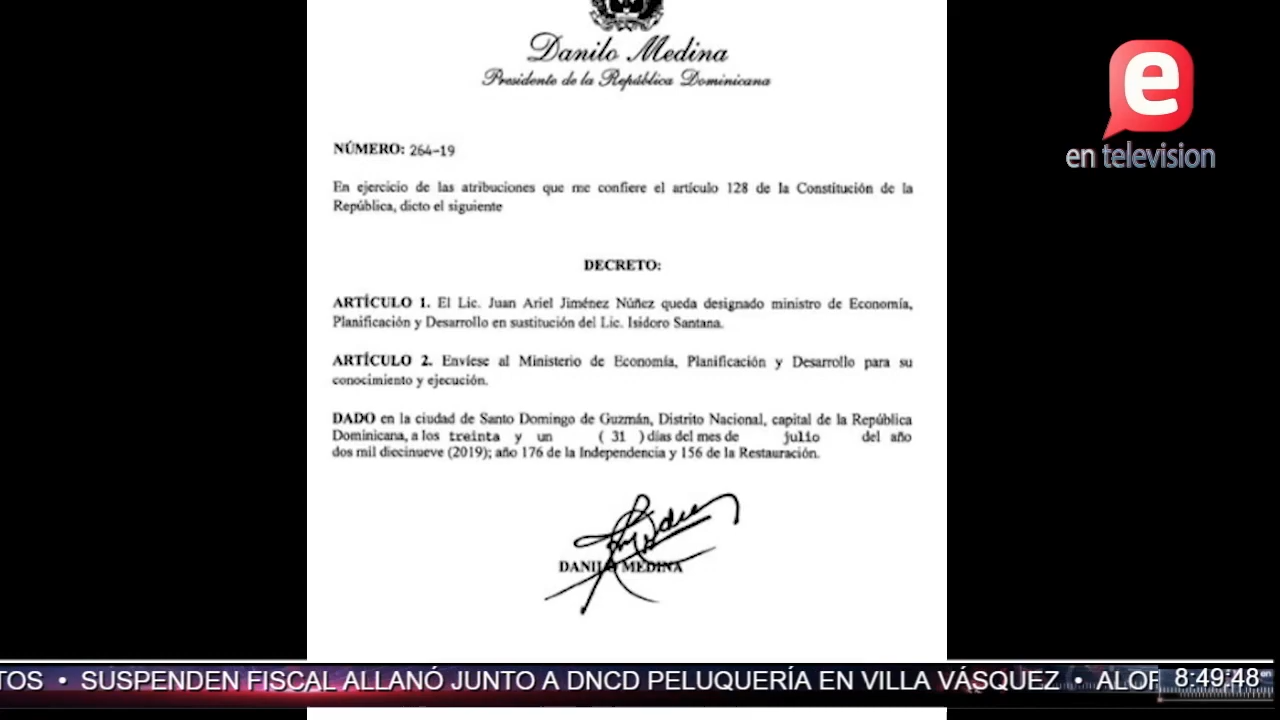 Danilo Medina
Presidente de la República Dominicana
e
en television
NÚMERO: 264-19
En ejercicio de las atribuciones que me confiere el artículo 128 de la Constitución de la
República, dicto el siguiente
DECRETO:
ARTÍCULO 1. El Lic. Juan Ariel Jiménez Núñez queda designado ministro de Economía,
Planificación y Desarrollo en sustitución del Lic. Isidoro Santana.
ARTÍCULO 2. Envíese al Ministerio de Economía, Planificación y Desarrollo para su
conocimiento y ejecución.
DADO en la ciudad de Santo Domingo de Guzmán, Distrito Nacional, capital de la República
Dominicana, a los treinta y un ( 31 ) días del mes de julio del año
dos mil diecinueve (2019); año 176 de la Independencia y 156 de la Restauración.
DANILO MEDINA
TOS • SUSPENDEN FISCAL ALLANÓ JUNTO A DNCD PELUQUERÍA EN VILLA VÁSQUEZ • ALOF 8:49:48